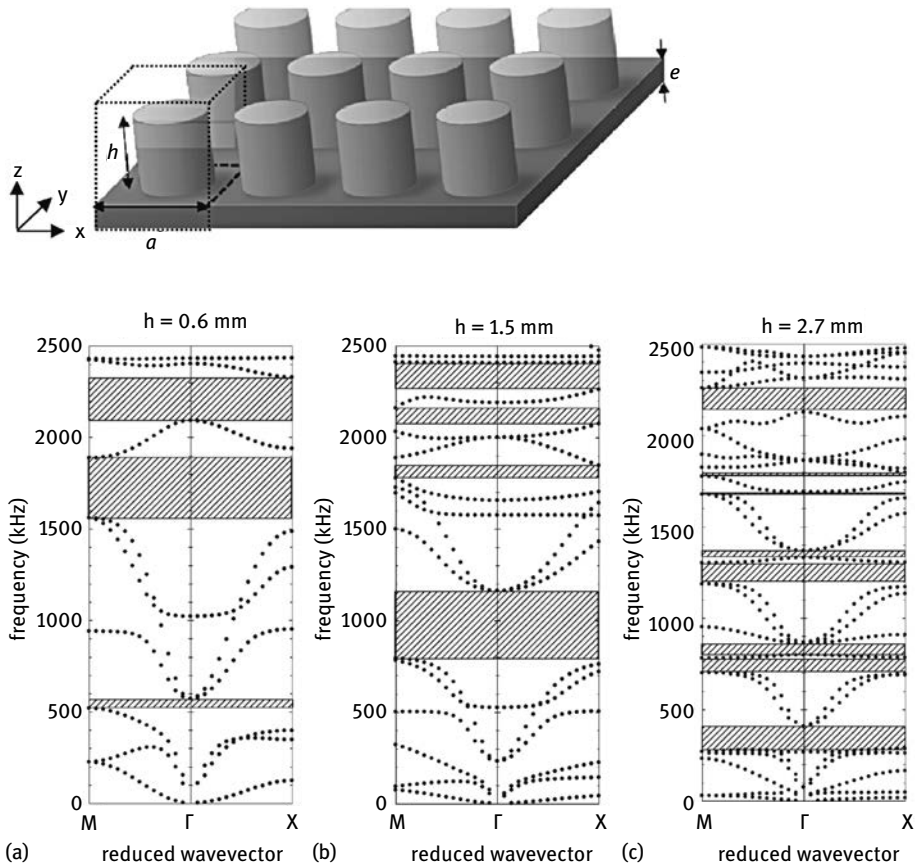 h
e
z
y
x
a
h = 0.6 mm
2500
2000
1500
1000
500
0
frequency (kHz)
M Γ X
(a) reduced wavevector
h = 1.5 mm
2500
2000
1500
1000
500
0
frequency (kHz)
M Γ X
(b) reduced wavevector
h = 2.7 mm
2500
2000
1500
1000
500
0
frequency (kHz)
M Γ X
(c) reduced wavevector